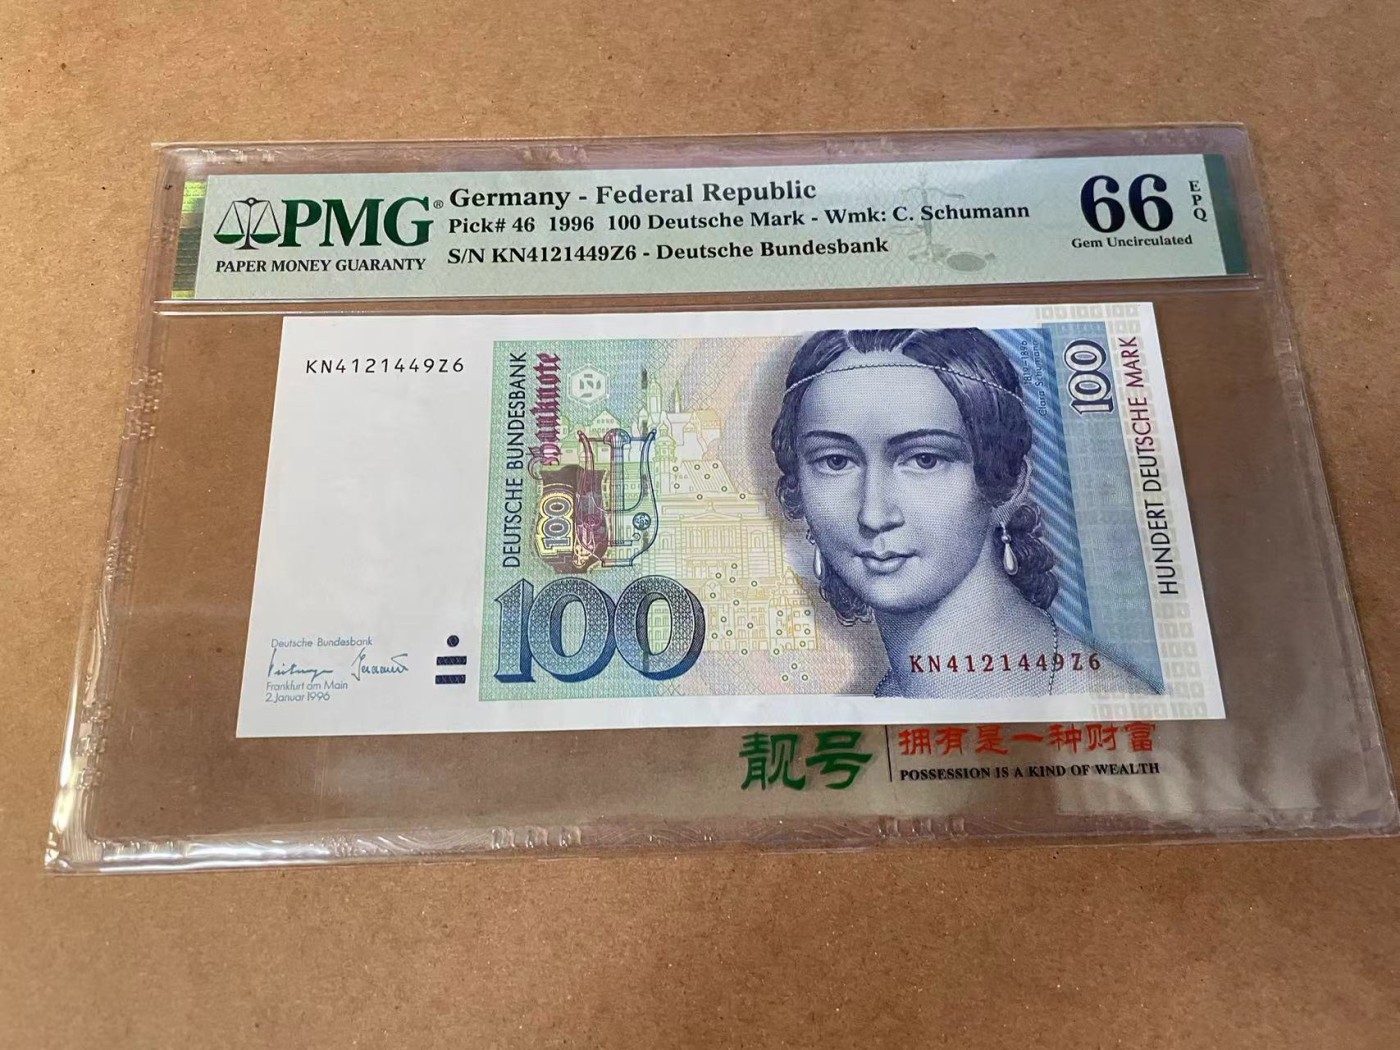 PMG®
PAPER MONEY GUARANTY
Germany - Federal Republic
Pick# 46 1996 100 Deutsche Mark - Wmk: C. Schumann
S/N KN4121449Z6 - Deutsche Bundesbank
66
EPQ
Gem Uncirculated
KN4121449Z6
DEUTSCHE BUNDESBANK
Banknote
100
100
Deutsche Bundesbank
Frankfurt am Main
2. Januar 1996
1819-1896
Clara Schumann
100
HUNDERT DEUTSCHE MARK
KN4121449Z6
靓号
拥有是一种财富
POSSESSION IS A KIND OF WEALTH